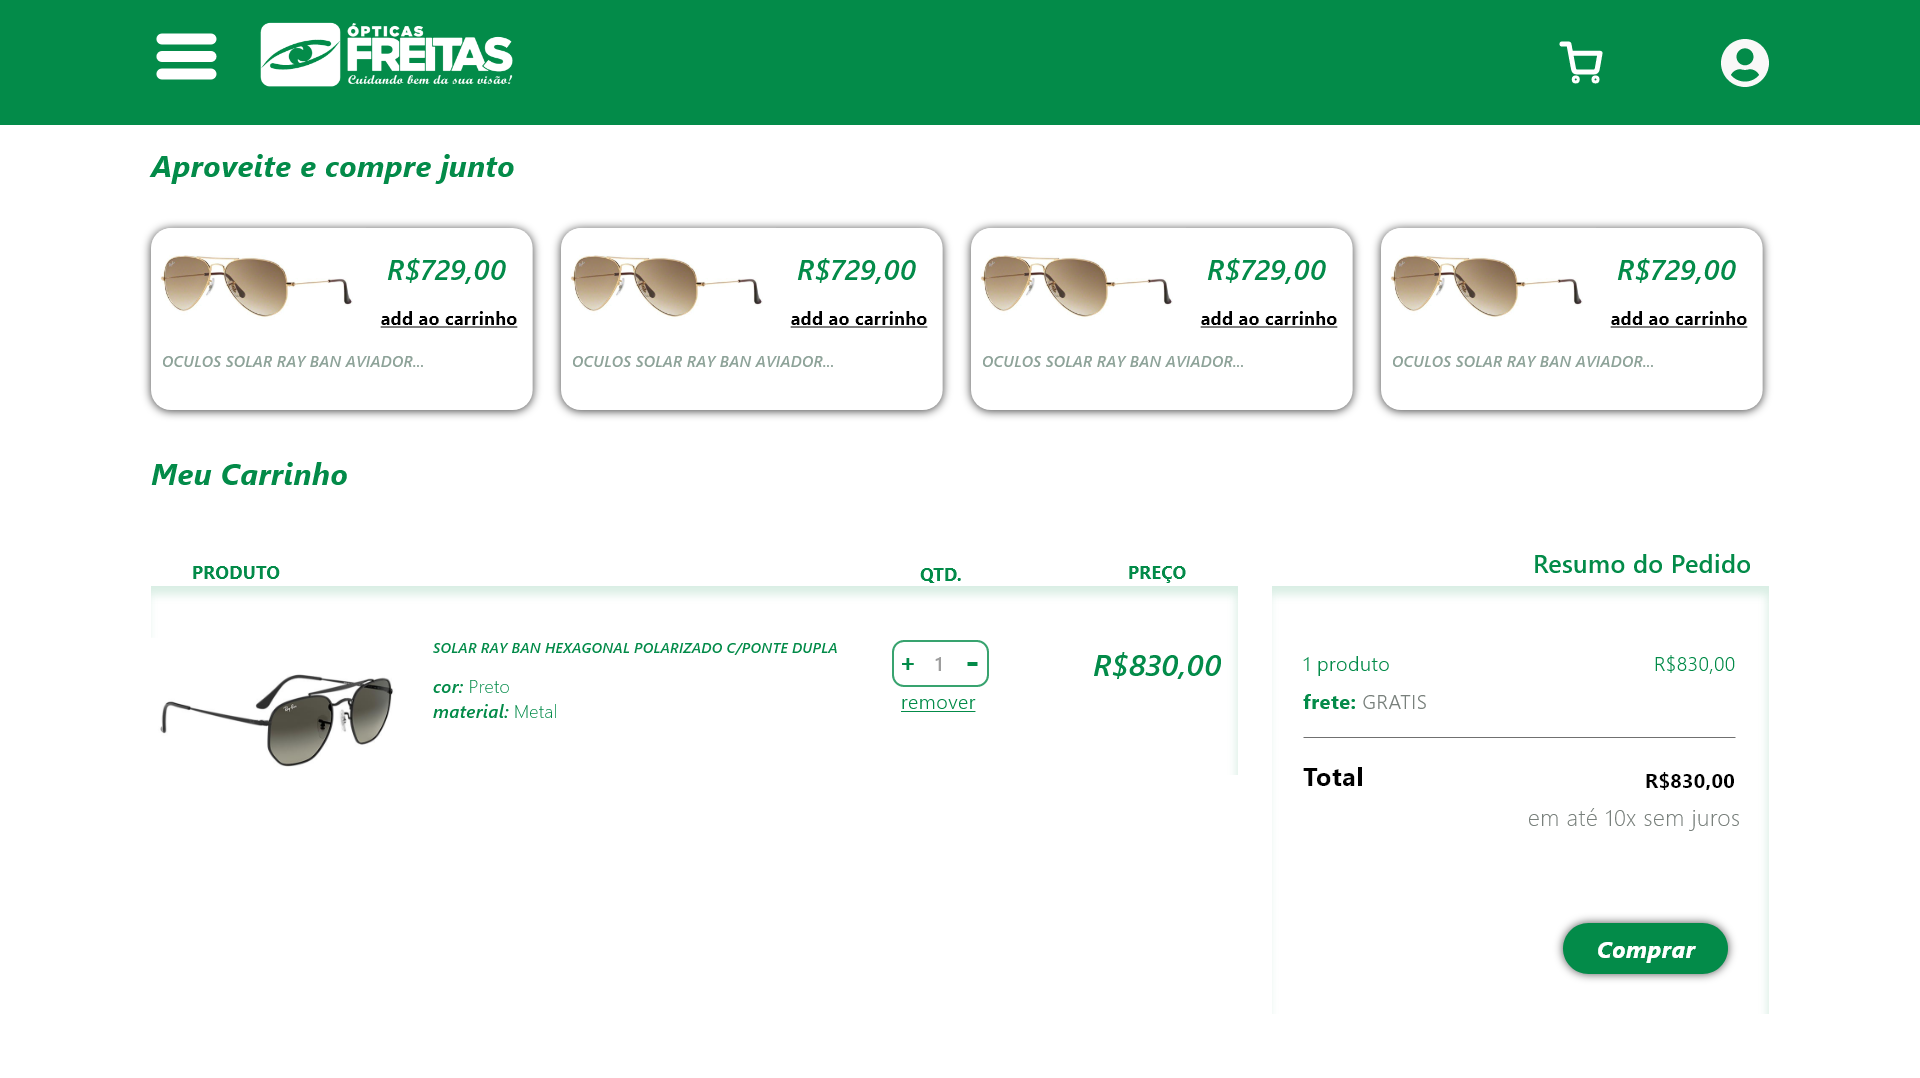 ÓPTICAS
FREITAS
Cuidando bem da sua visão!
Aproveite e compre junto
R$729,00
add ao carrinho
OCULOS SOLAR RAY BAN AVIADOR...
R$729,00
add ao carrinho
OCULOS SOLAR RAY BAN AVIADOR...
R$729,00
add ao carrinho
OCULOS SOLAR RAY BAN AVIADOR...
R$729,00
add ao carrinho
OCULOS SOLAR RAY BAN AVIADOR...
Meu Carrinho
PRODUTO
QTD.
PREÇO
SOLAR RAY BAN HEXAGONAL POLARIZADO C/PONTE DUPLA
cor: Preto
material: Metal
+ 1 -
remover
R$830,00
Resumo do Pedido
1 produto R$830,00
frete: GRATIS
Total R$830,00
em até 10x sem juros
Comprar